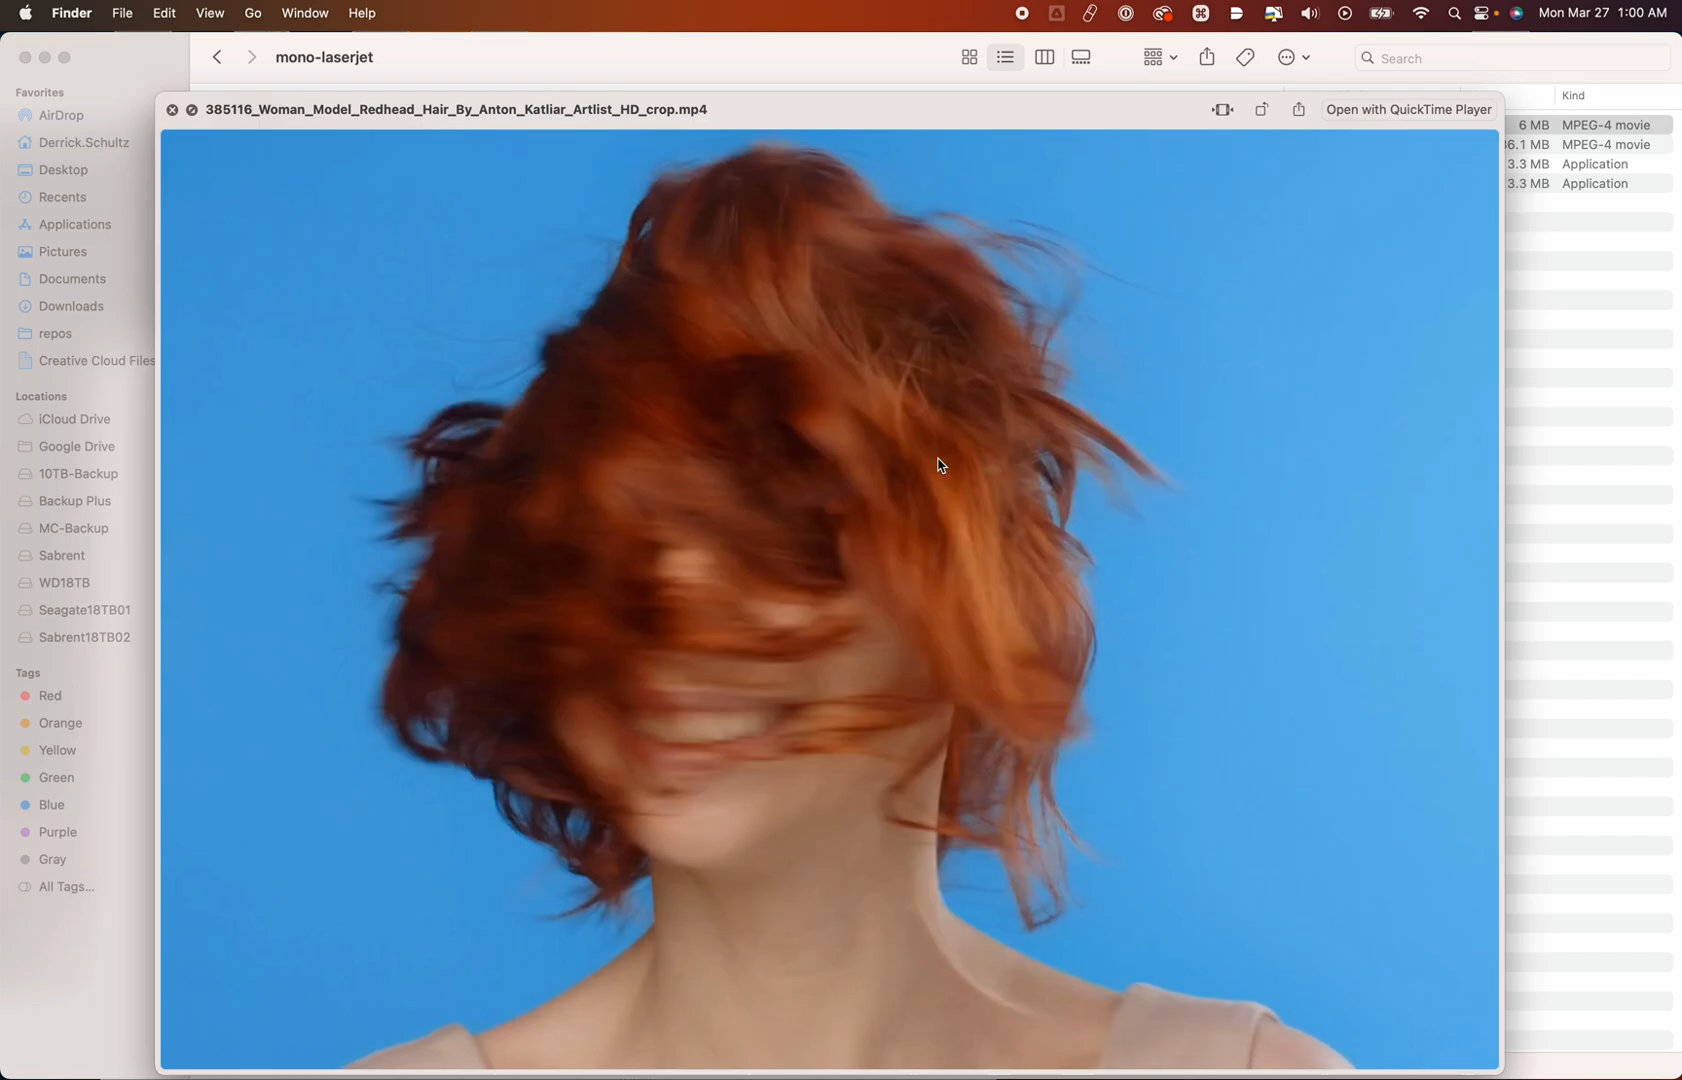 Finder File Edit View Go Window Help Mon Mar 27 1:00 AM
mono-laserjet Search
Favorites
AirDrop
Derrick.Schultz
Desktop
Recents
Applications
Pictures
Documents
Downloads
repos
Creative Cloud Files
Locations
iCloud Drive
Google Drive
10TB-Backup
Backup Plus
MC-Backup
Sabrent
WD18TB
Seagate18TB01
Sabrent18TB02
Tags
Red
Orange
Yellow
Green
Blue
Purple
Gray
All Tags...
385116_Woman_Model_Redhead_Hair_By_Anton_Katliar_Artlist_HD_crop.mp4 Open with QuickTime Player
Kind
6 MB MPEG-4 movie
36.1 MB MPEG-4 movie
3.3 MB Application
3.3 MB Application